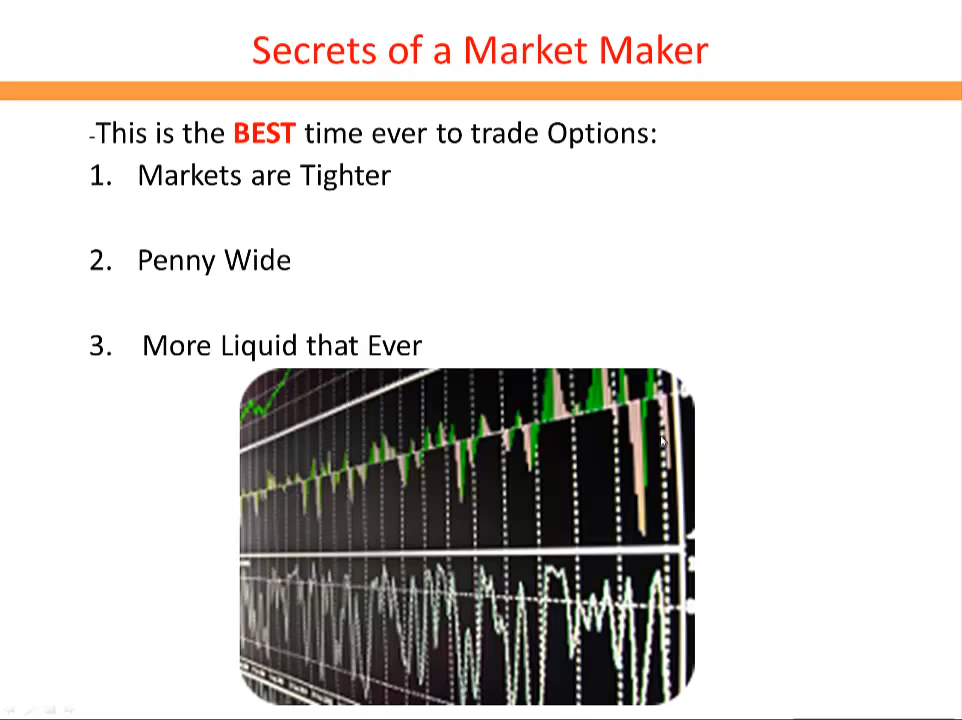 Secrets of a Market Maker
-This is the BEST time ever to trade Options:
1. Markets are Tighter
2. Penny Wide
3. More Liquid that Ever